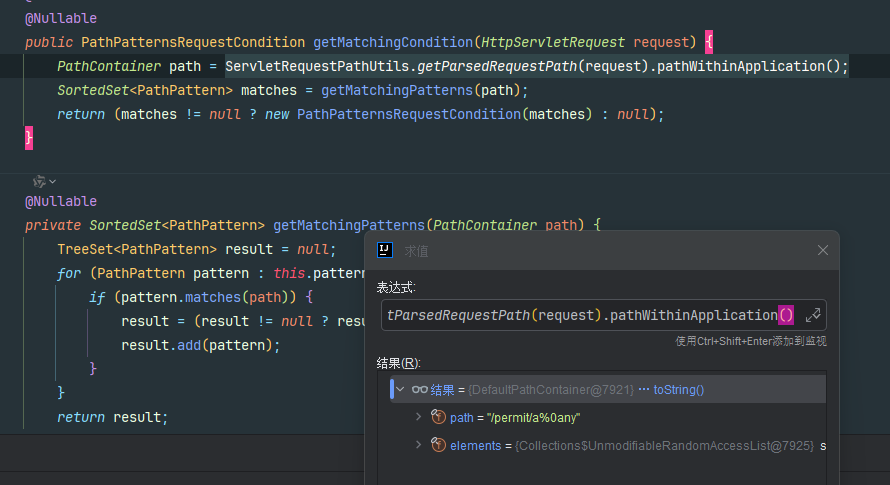 @Nullable
public PathPatternsRequestCondition getMatchingCondition(HttpServletRequest request) {
PathContainer path = ServletRequestPathUtils.getParsedRequestPath(request).pathWithinApplication();
SortedSet<PathPattern> matches = getMatchingPatterns(path);
return (matches != null ? new PathPatternsRequestCondition(matches) : null);
}
@Nullable
private SortedSet<PathPattern> getMatchingPatterns(PathContainer path) {
TreeSet<PathPattern> result = null;
for (PathPattern pattern : this.pattern
if (pattern.matches(path)) {
result = (result != null ? resu
result.add(pattern);
}
}
return result;
IJ 求值
表达式:
tParsedRequestPath(request).pathWithinApplication()
使用Ctrl+Shift+Enter添加到监视
结果(R):
结果 = {DefaultPathContainer@7921} ··· toString()
path = "/permit/a%0any"
elements = {Collections$UnmodifiableRandomAccessList@7925} s